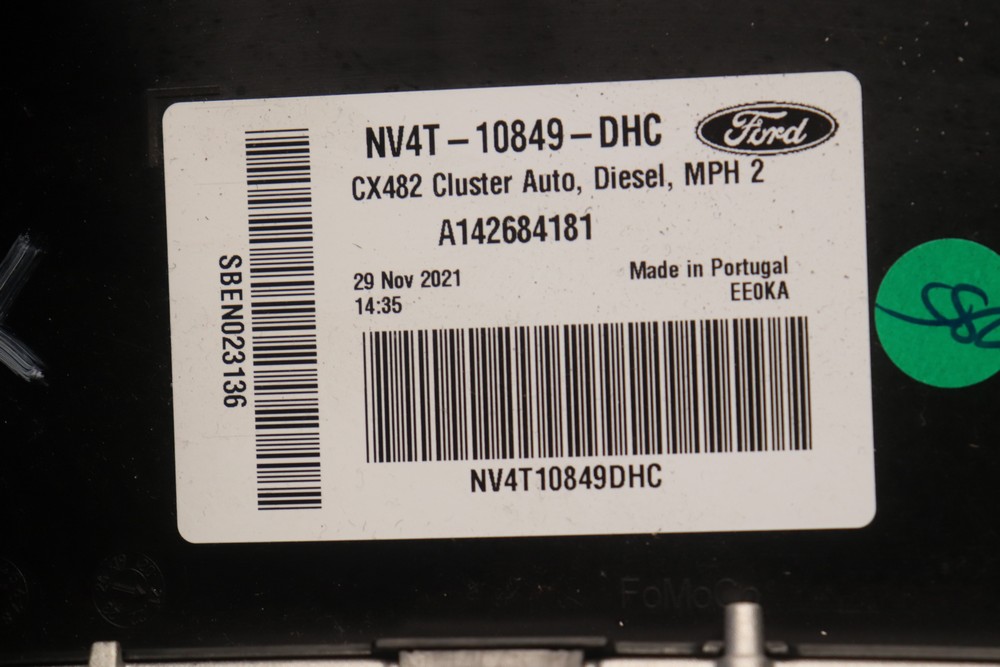 NV4T-10849-DHC
Ford
CX482 Cluster Auto, Diesel, MPH 2
A142684181
29 Nov 2021
14:35
Made in Portugal
EE0KA
SBEN023136
NV4T10849DHC
FoMoCo